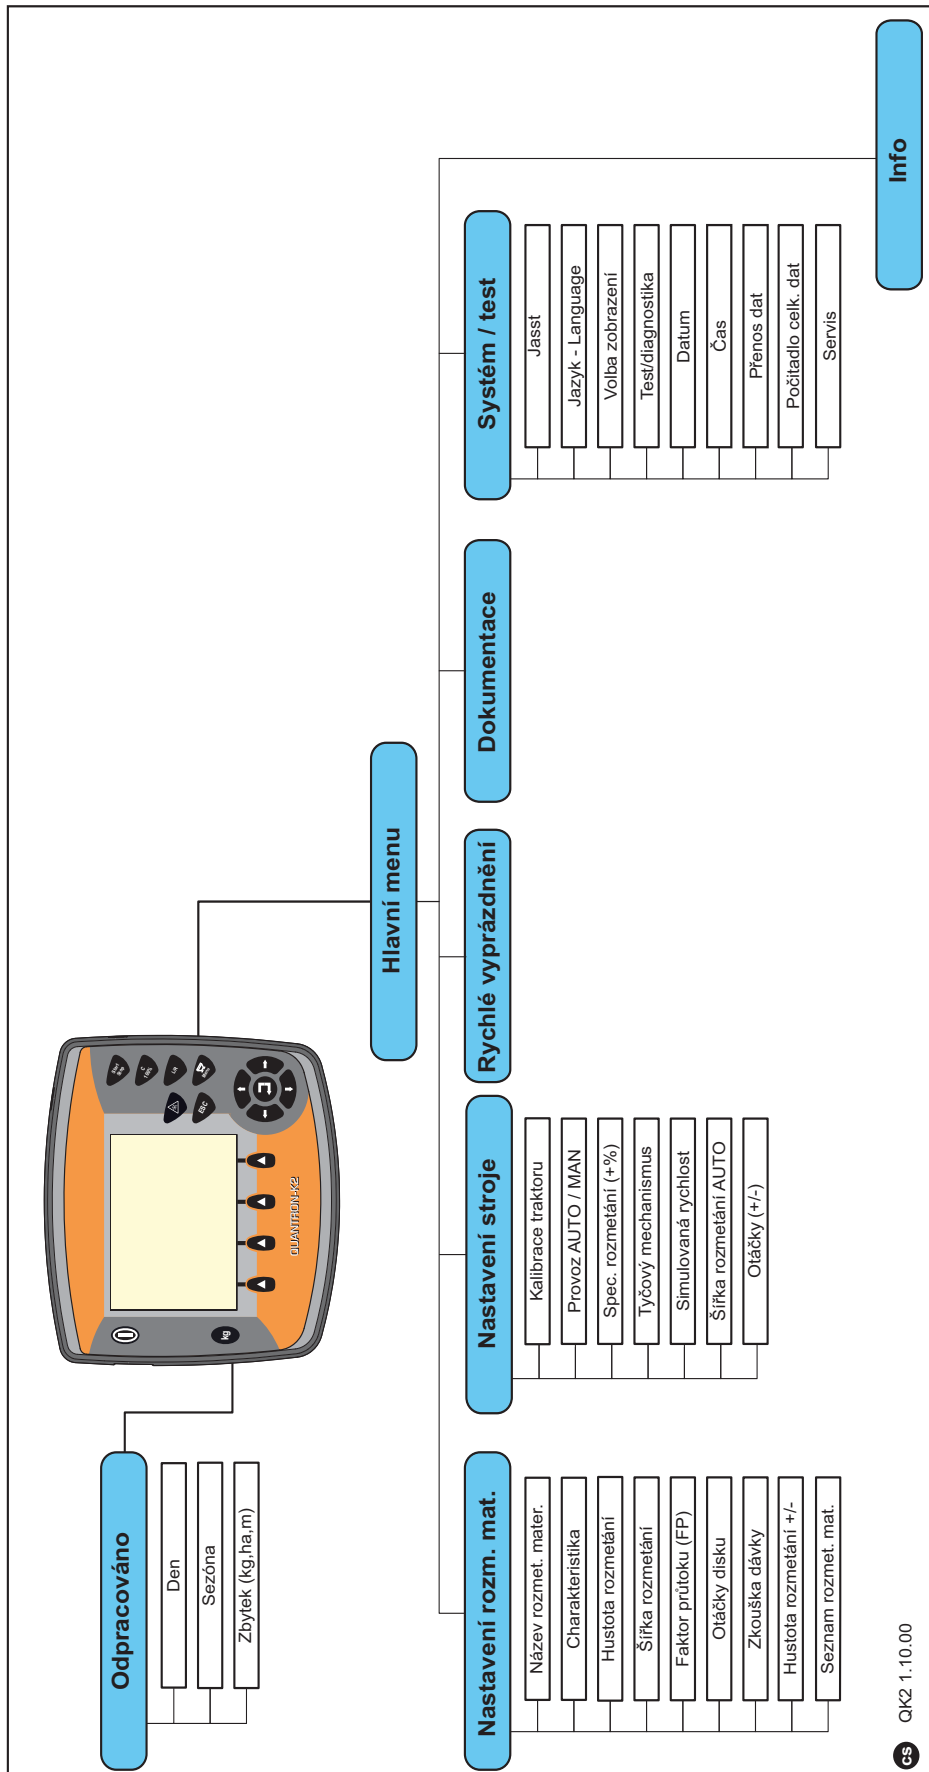 Odpracováno
Den
Sezóna
Zbytek (kg,ha,m)
kg
Start
Stop
C
100%
L/R
Menu
ESC
QUANTRON-K2
Hlavní menu
Nastavení rozm. mat.
Název rozmet. mater.
Charakteristika
Hustota rozmetání
Šířka rozmetání
Faktor průtoku (FP)
Otáčky disku
Zkouška dávky
Hustota rozmetání +/-
Seznam rozmet. mat.
Nastavení stroje
Kalibrace traktoru
Provoz AUTO / MAN
Spec. rozmetání (+%)
Tyčový mechanismus
Simulovaná rychlost
Šířka rozmetání AUTO
Otáčky (+/-)
Rychlé vyprázdnění
Dokumentace
Systém / test
Jasst
Jazyk - Language
Volba zobrazení
Test/diagnostika
Datum
Čas
Přenos dat
Počitadlo celk. dat
Servis
Info
cs QK2 1.10.00